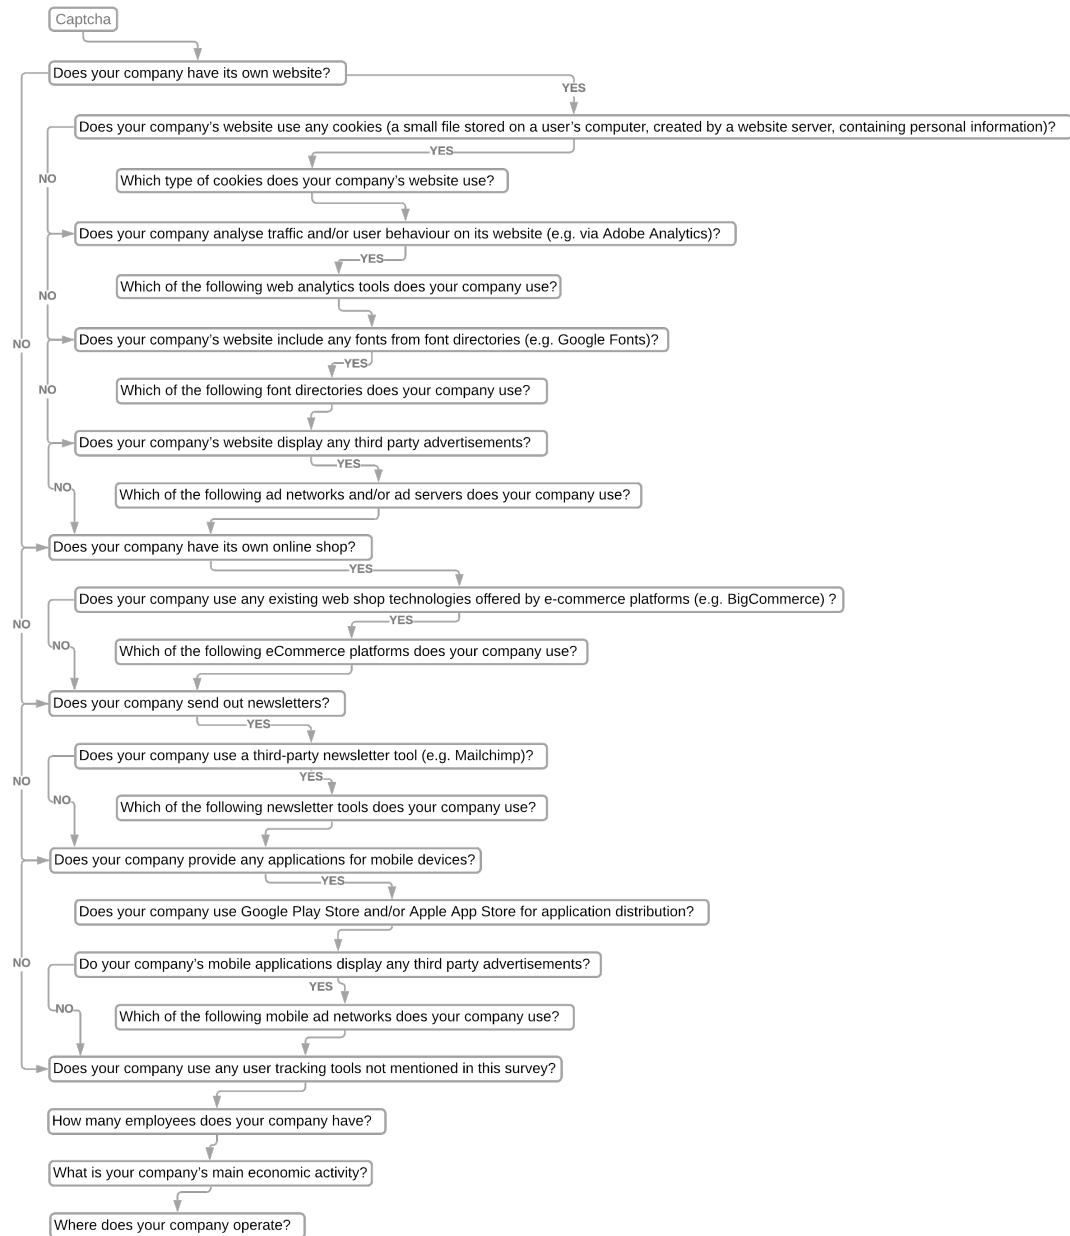 Captcha
Does your company have its own website?
YES
Does your company’s website use any cookies (a small file stored on a user’s computer, created by a website server, containing personal information)?
YES
NO
Which type of cookies does your company’s website use?
Does your company analyse traffic and/or user behaviour on its website (e.g. via Adobe Analytics)?
YES
Which of the following web analytics tools does your company use?
NO
Does your company’s website include any fonts from font directories (e.g. Google Fonts)?
NO
YES
Which of the following font directories does your company use?
NO
Does your company’s website display any third party advertisements?
YES
NO
Which of the following ad networks and/or ad servers does your company use?
Does your company have its own online shop?
YES
Does your company use any existing web shop technologies offered by e-commerce platforms (e.g. BigCommerce) ?
YES
NO
NO
Which of the following eCommerce platforms does your company use?
Does your company send out newsletters?
YES
Does your company use a third-party newsletter tool (e.g. Mailchimp)?
YES
NO
NO
Which of the following newsletter tools does your company use?
Does your company provide any applications for mobile devices?
YES
Does your company use Google Play Store and/or Apple App Store for application distribution?
NO
Do your company’s mobile applications display any third party advertisements?
YES
NO
Which of the following mobile ad networks does your company use?
Does your company use any user tracking tools not mentioned in this survey?
How many employees does your company have?
What is your company’s main economic activity?
Where does your company operate?